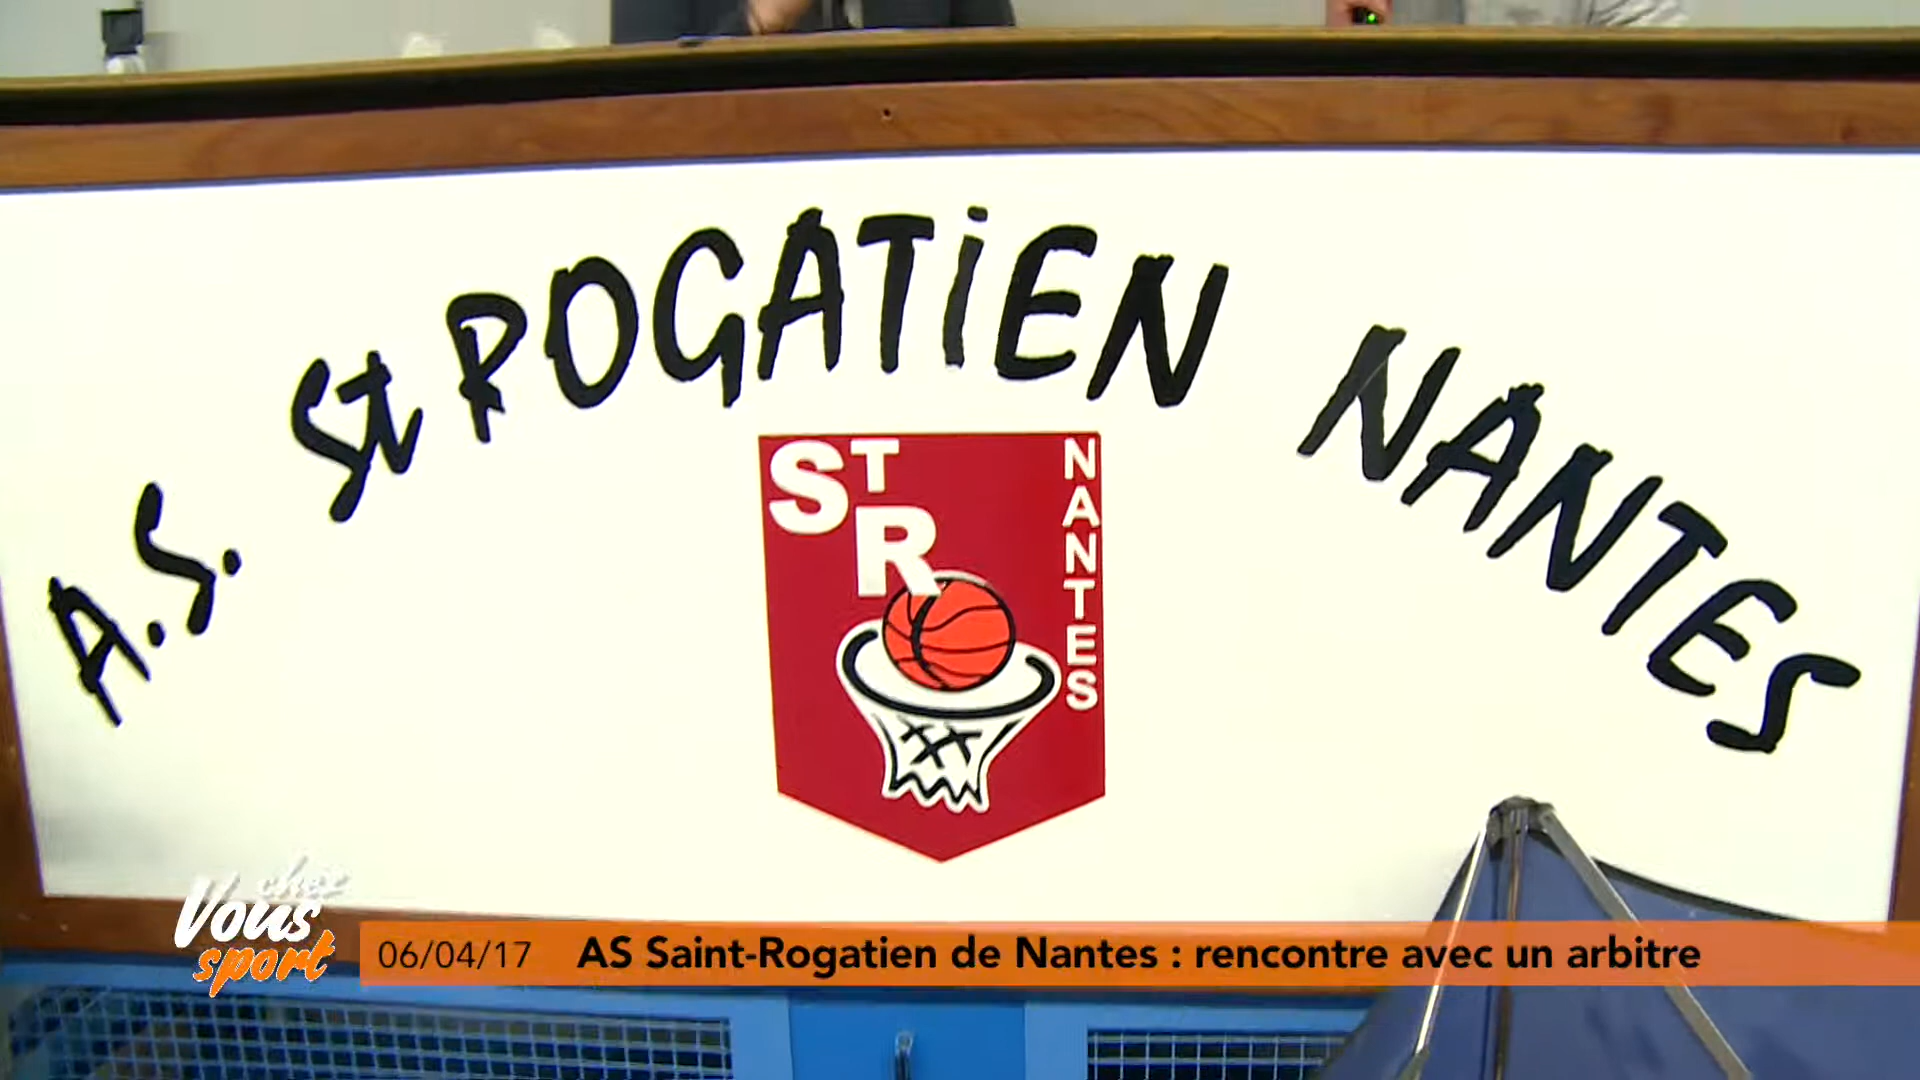 A.S. St ROGATiEN NANTES
ST
R
NANTES
chez
Vous
sport
06/04/17 AS Saint-Rogatien de Nantes : rencontre avec un arbitre